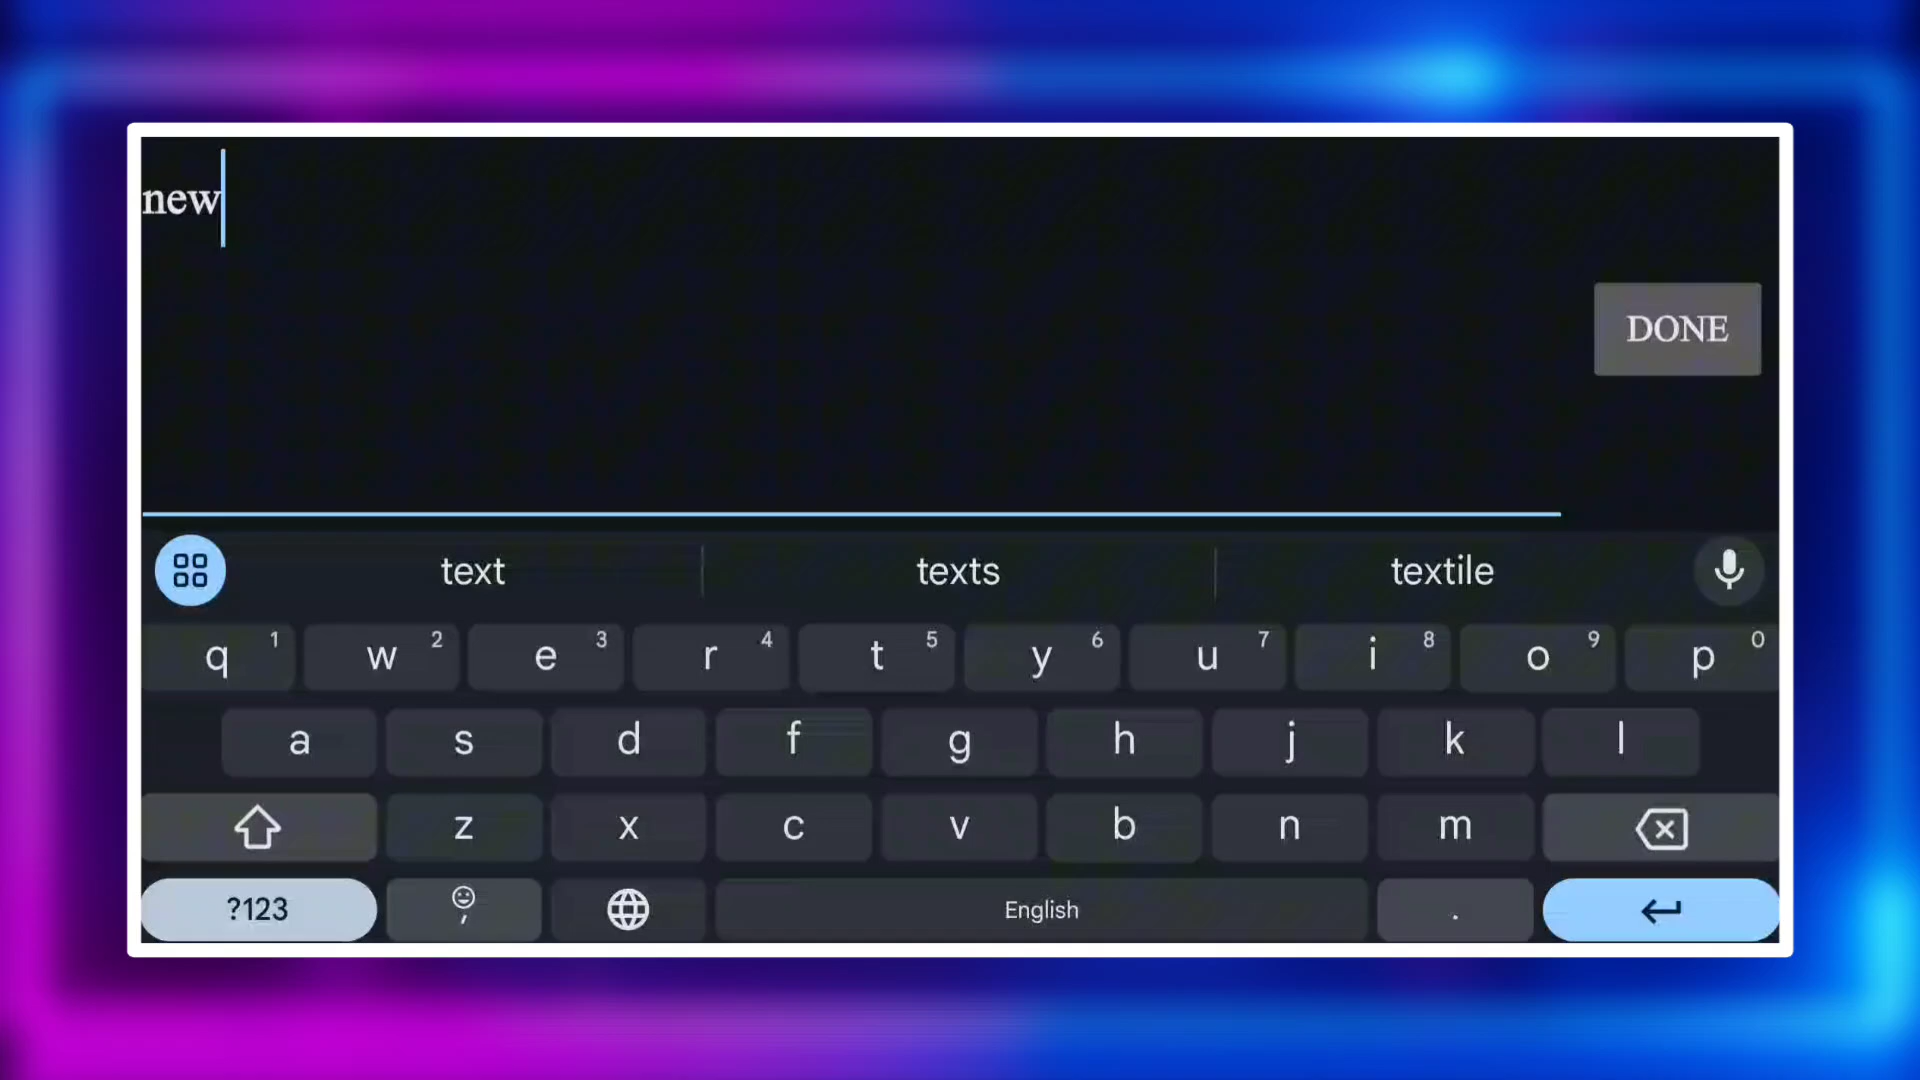 new
DONE
text texts textile
q 1 w 2 e 3 r 4 t 5 y 6 u 7 i 8 o 9 p 0
a s d f g h j k l
z x c v b n m
?123 , English .